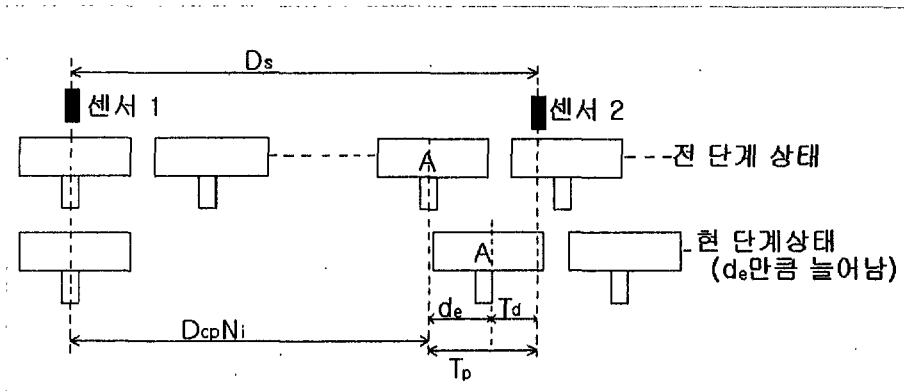 Ds
센서 1
센서 2
A
전 단계 상태
A
현 단계상태
(de만큼 늘어남)
de
Td
DcpNi
Tp